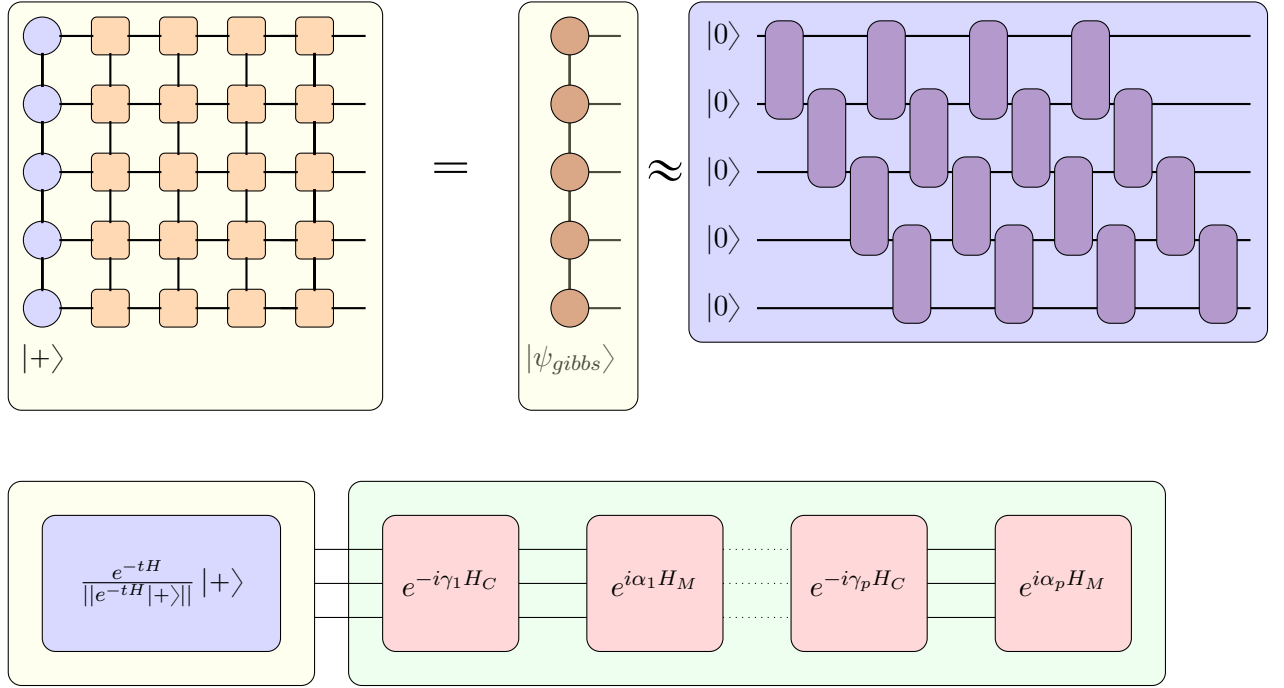 =
≈
|0⟩
|0⟩
|0⟩
|0⟩
|0⟩
|+⟩
|ψ_{gibbs}⟩
\frac{e^{-tH}}{||e^{-tH}|+⟩||} |+⟩
e^{-iγ_1 H_C}
e^{iα_1 H_M}
e^{-iγ_p H_C}
e^{iα_p H_M}